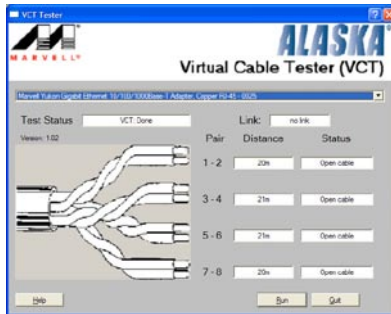 VCT Tester
MARVELL
ALASKA
Virtual Cable Tester (VCT)
Marvell Yukon Gigabit Ethernet 10/100/1000Base-T Adapter, Copper RJ-45 - 0025
Test Status VCT: Done Link: no link
Version: 1.02 Pair Distance Status
1 - 2 20m Open cable
3 - 4 21m Open cable
5 - 6 21m Open cable
7 - 8 20m Open cable
Help Run Quit